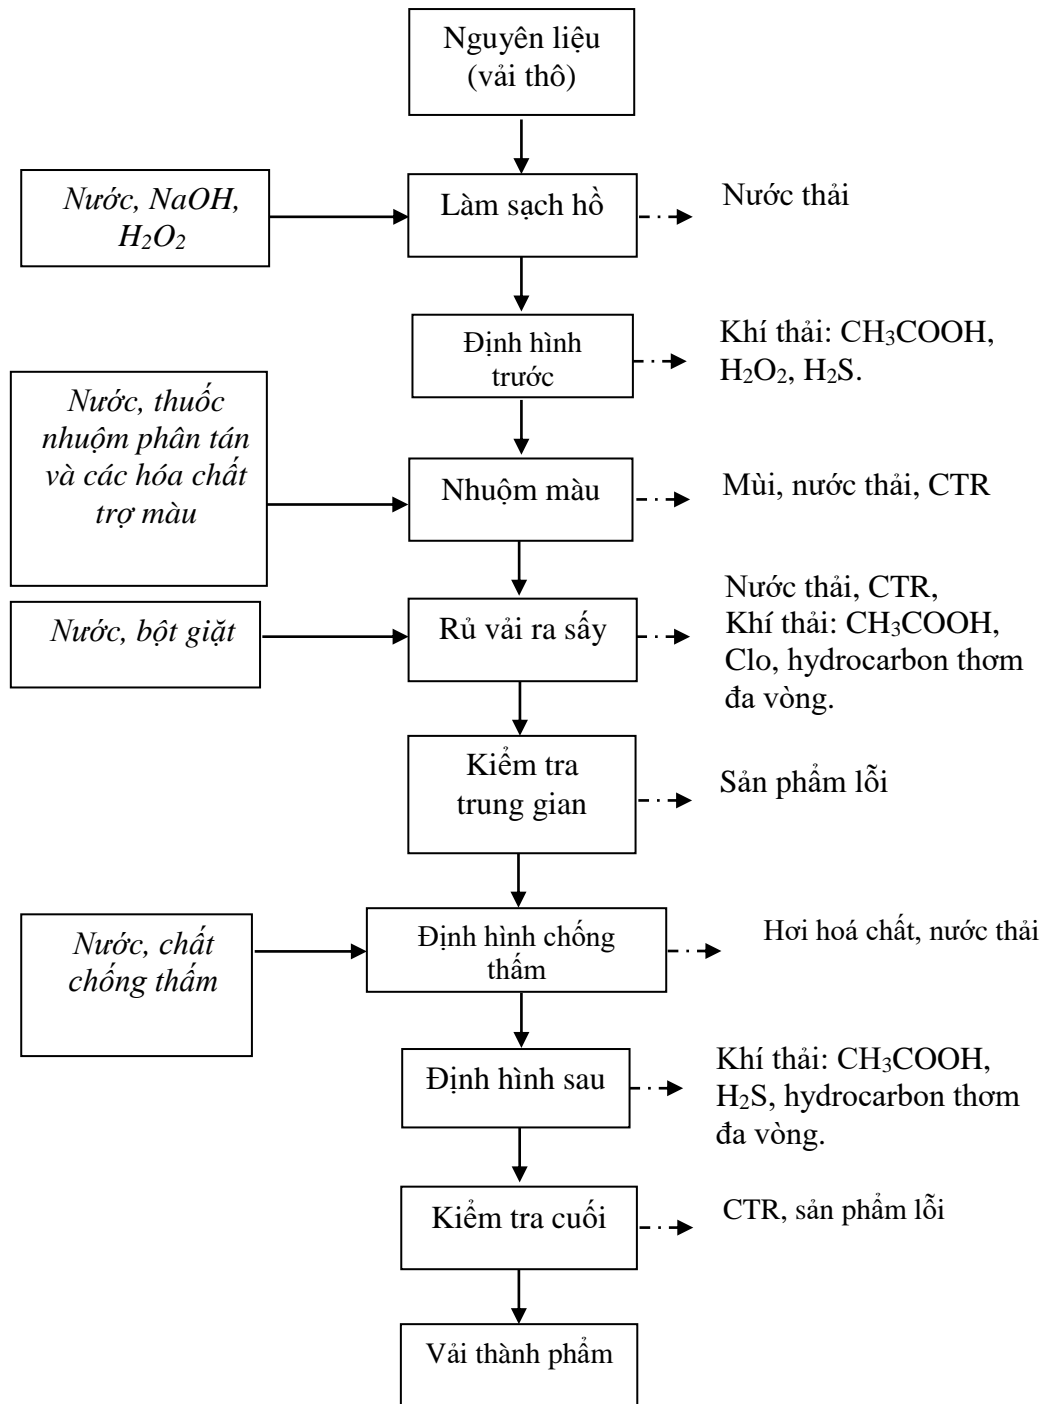 Nguyên liệu
(vải thô)
Nước, NaOH,
H2O2
Làm sạch hồ
Nước thải
Định hình
trước
Khí thải: CH3COOH,
H2O2, H2S.
Nước, thuốc
nhuộm phân tán
và các hóa chất
trợ màu
Nhuộm màu
Mùi, nước thải, CTR
Nước, bột giặt
Rủ vải ra sấy
Nước thải, CTR,
Khí thải: CH3COOH,
Clo, hydrocarbon thơm
đa vòng.
Kiểm tra
trung gian
Sản phẩm lỗi
Nước, chất
chống thấm
Định hình chống
thấm
Hơi hoá chất, nước thải
Định hình sau
Khí thải: CH3COOH,
H2S, hydrocarbon thơm
đa vòng.
Kiểm tra cuối
CTR, sản phẩm lỗi
Vải thành phẩm